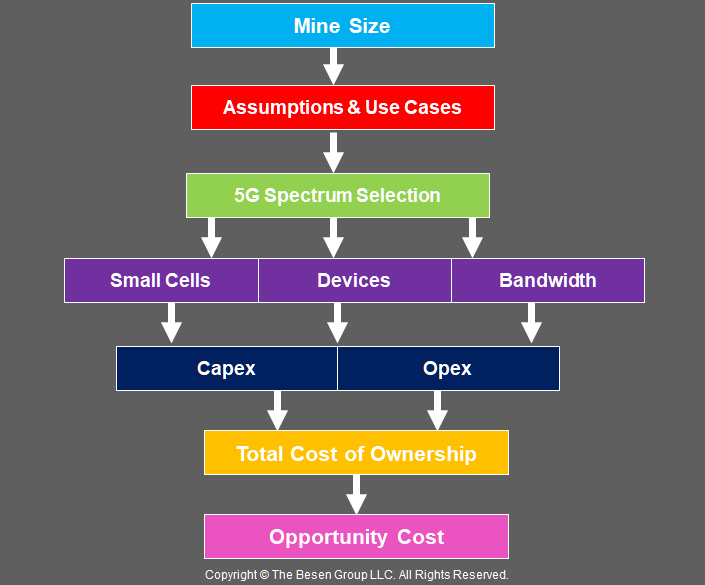 Mine Size
Assumptions & Use Cases
5G Spectrum Selection
Small Cells Devices Bandwidth
Capex Opex
Total Cost of Ownership
Opportunity Cost
Copyright © The Besen Group LLC. All Rights Reserved.